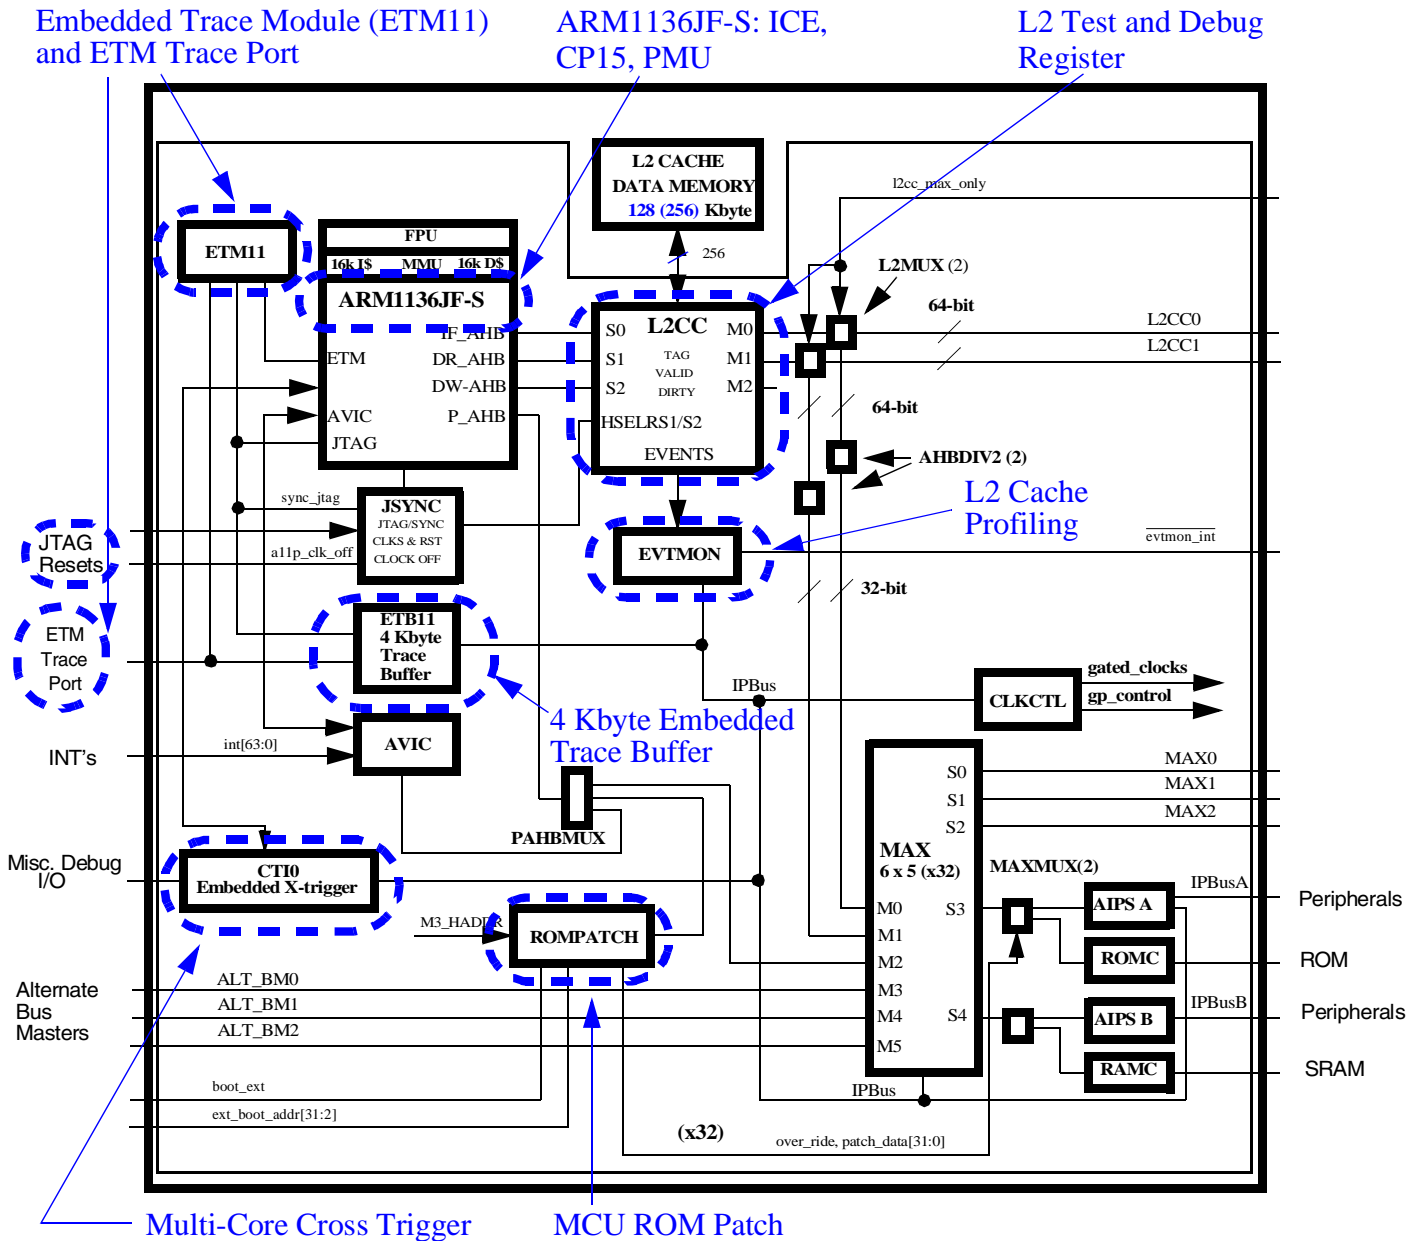 Embedded Trace Module (ETM11)
and ETM Trace Port
ARM1136JF-S: ICE,
CP15, PMU
L2 Test and Debug
Register
L2 CACHE
DATA MEMORY
128 (256) Kbyte
l2cc_max_only
256
ETM11
FPU
16k I$ MMU 16k D$
ARM1136JF-S
IF_AHB
ETM
DR_AHB
DW-AHB
AVIC
P_AHB
JTAG
S0
L2CC
M0
S1
TAG
M1
VALID
S2
DIRTY
M2
HSELRS1/S2
EVENTS
L2MUX (2)
64-bit
L2CC0
L2CC1
64-bit
AHBDIV2 (2)
L2 Cache
Profiling
sync_jtag
JSYNC
JTAG/SYNC
CLKS & RST
CLOCK OFF
a11p_clk_off
JTAG
Resets
EVTMON
evtmon_int
32-bit
ETM
Trace
Port
ETB11
4 Kbyte
Trace
Buffer
IPBus
CLKCTL
gated_clocks
gp_control
4 Kbyte Embedded
Trace Buffer
INT's
int[63:0]
AVIC
PAHBMUX
S0
MAX0
S1
MAX1
S2
MAX2
MAX
6 x 5 (x32)
MAXMUX(2)
Misc. Debug
I/O
CTI0
Embedded X-trigger
M3_HADDR
ROMPATCH
M0
S3
AIPS A
IPBusA
Peripherals
M1
M2
ROMC
ROM
Alternate
Bus
Masters
ALT_BM0
M3
ALT_BM1
M4
S4
AIPS B
IPBusB
Peripherals
ALT_BM2
M5
RAMC
SRAM
boot_ext
IPBus
ext_boot_addr[31:2]
(x32)
over_ride, patch_data[31:0]
Multi-Core Cross Trigger
MCU ROM Patch